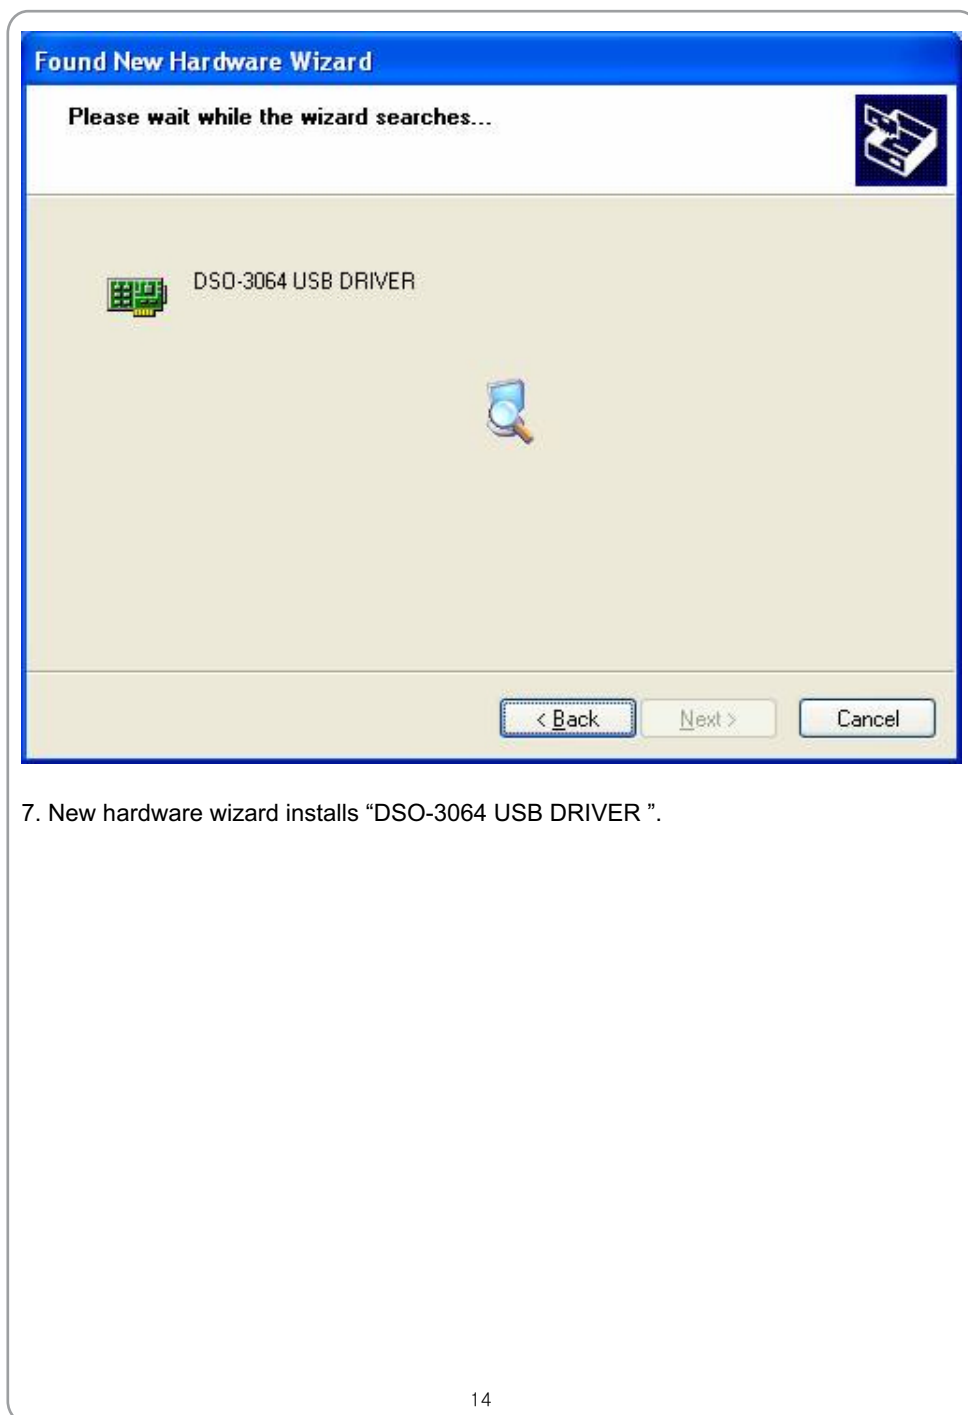 Found New Hardware Wizard
Please wait while the wizard searches...
DSO-3064 USB DRIVER
< Back
Next >
Cancel
7. New hardware wizard installs “DSO-3064 USB DRIVER ”.
14